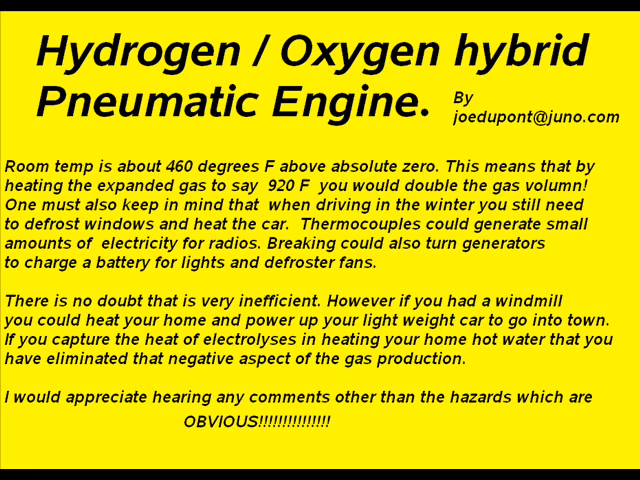 Hydrogen / Oxygen hybrid
Pneumatic Engine.
By
joedupont@juno.com
Room temp is about 460 degrees F above absolute zero. This means that by
heating the expanded gas to say 920 F you would double the gas volumn!
One must also keep in mind that when driving in the winter you still need
to defrost windows and heat the car. Thermocouples could generate small
amounts of electricity for radios. Breaking could also turn generators
to charge a battery for lights and defroster fans.
There is no doubt that is very inefficient. However if you had a windmill
you could heat your home and power up your light weight car to go into town.
If you capture the heat of electrolyses in heating your home hot water that you
have eliminated that negative aspect of the gas production.
I would appreciate hearing any comments other than the hazards which are
OBVIOUS!!!!!!!!!!!!!!!